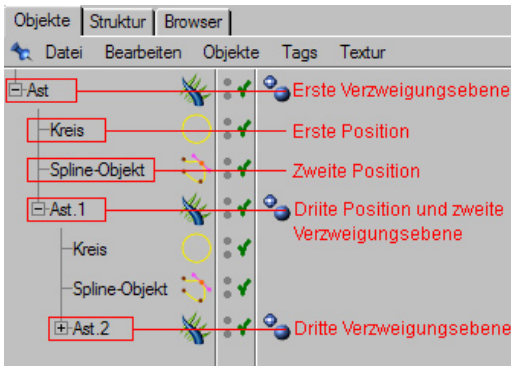 Objekte Struktur Browser
Datei Bearbeiten Objekte Tags Textur
Ast Erste Verzweigungsebene
Kreis Erste Position
Spline-Objekt Zweite Position
Ast.1 Driite Position und zweite
Verzweigungsebene
Kreis
Spline-Objekt
Ast.2 Dritte Verzweigungsebene